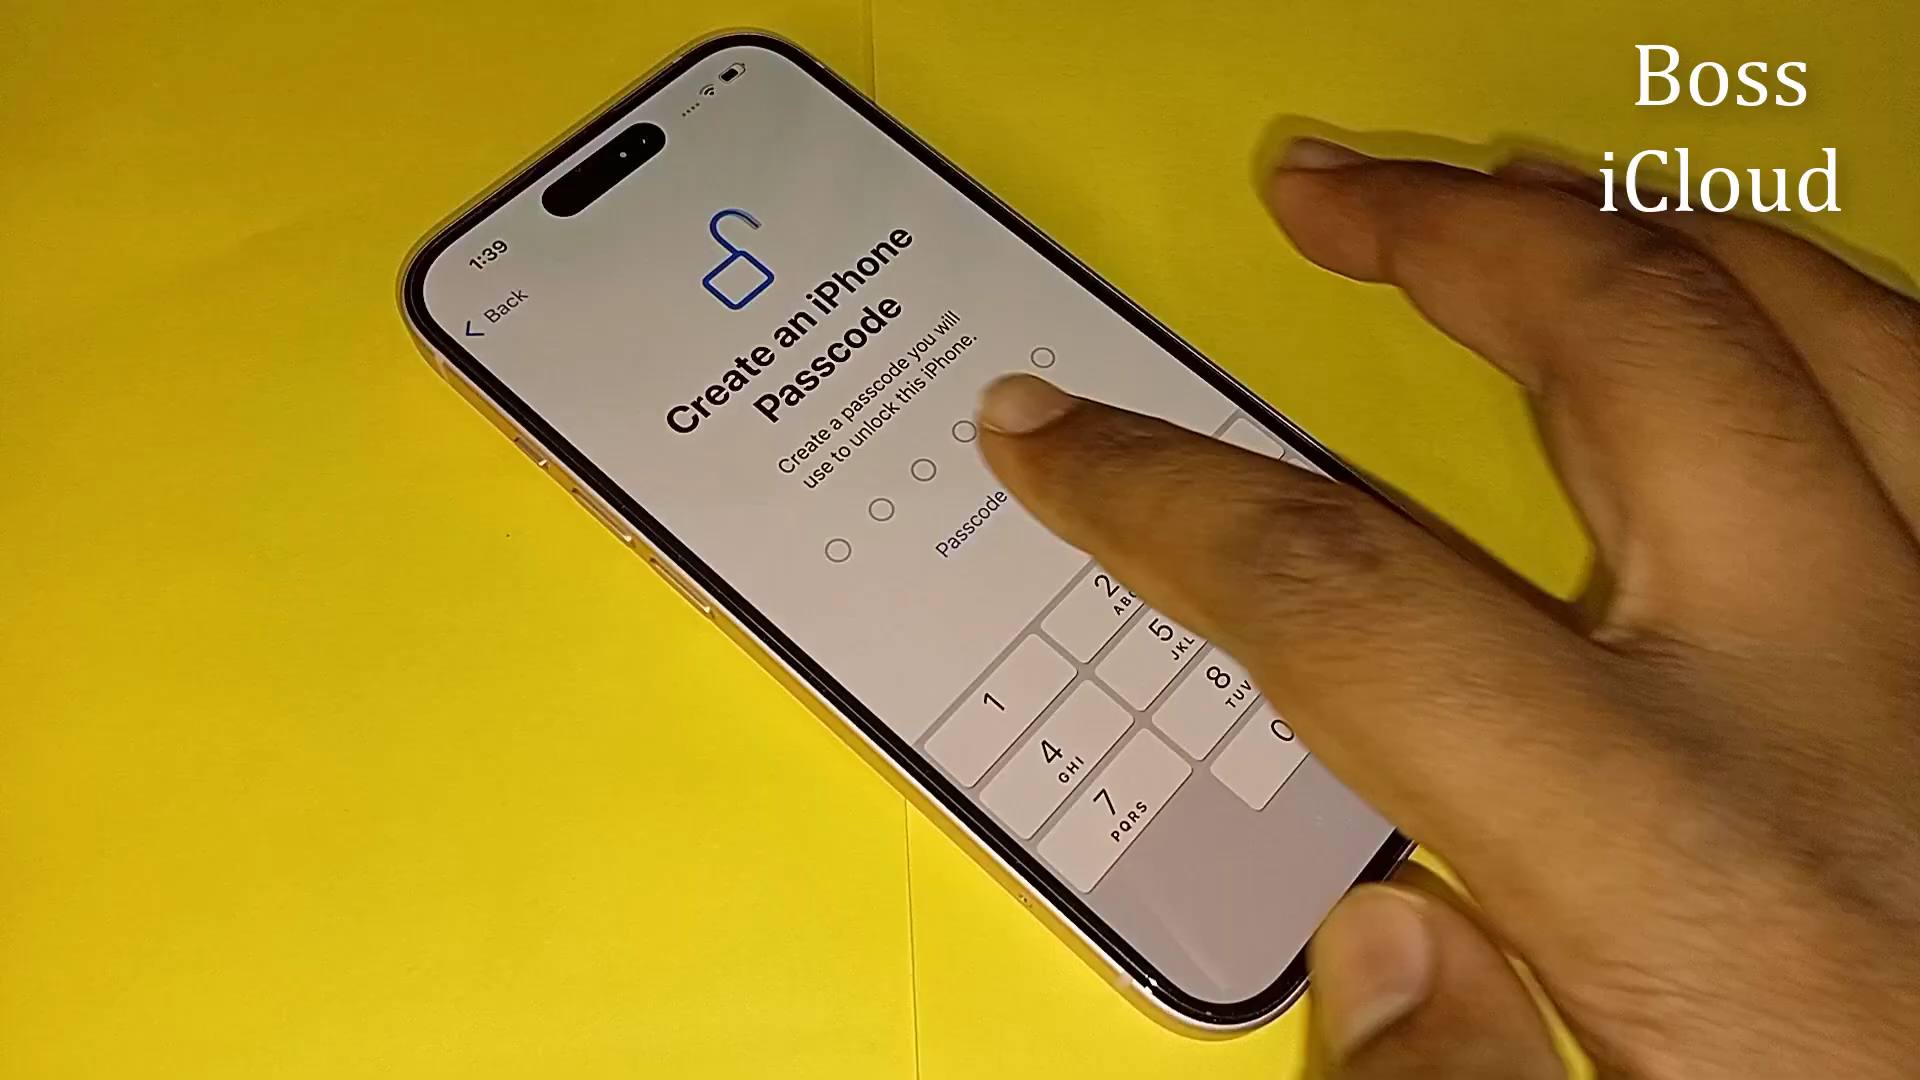 Boss
iCloud
1:39
Back
Create an iPhone
Passcode
Create a passcode you will
use to unlock this iPhone.
Passcode
1
2
ABC
4
GHI
5
JKL
7
PQRS
8
TUV
0